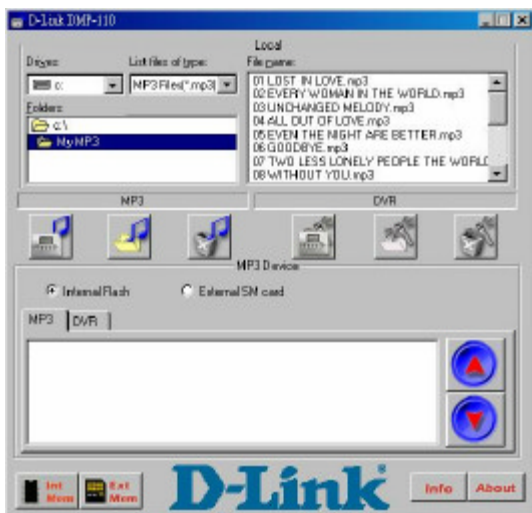 D-Link DMP-110
Local
Drives:
List files of type:
File name:
c:
MP3 Files(*.mp3)
Folders:
c:\
My MP3
01 LOST IN LOVE.mp3
02 EVERY WOMAN IN THE WORLD.mp3
03 UNCHANGED MELODY.mp3
04 ALL OUT OF LOVE.mp3
05 EVEN THE NIGHT ARE BETTER.mp3
06 GOODBYE.mp3
07 TWO LESS LONELY PEOPLE THE WORLD
08 WITHOUT YOU.mp3
MP3
DVR
MP3 Device
Internal Flash
External SM card
MP3
DVR
Int Mem
Ext Mem
D-Link
Info
About